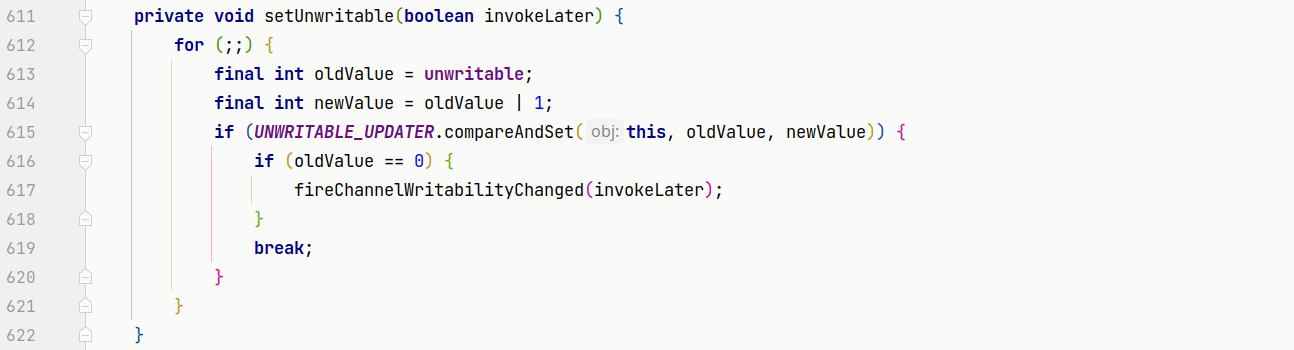 611 private void setUnwritable(boolean invokeLater) {
612 for (;;) {
613 final int oldValue = unwritable;
614 final int newValue = oldValue | 1;
615 if (UNWRITABLE_UPDATER.compareAndSet( obj: this, oldValue, newValue)) {
616 if (oldValue == 0) {
617 fireChannelWritabilityChanged(invokeLater);
618 }
619 break;
620 }
621 }
622 }